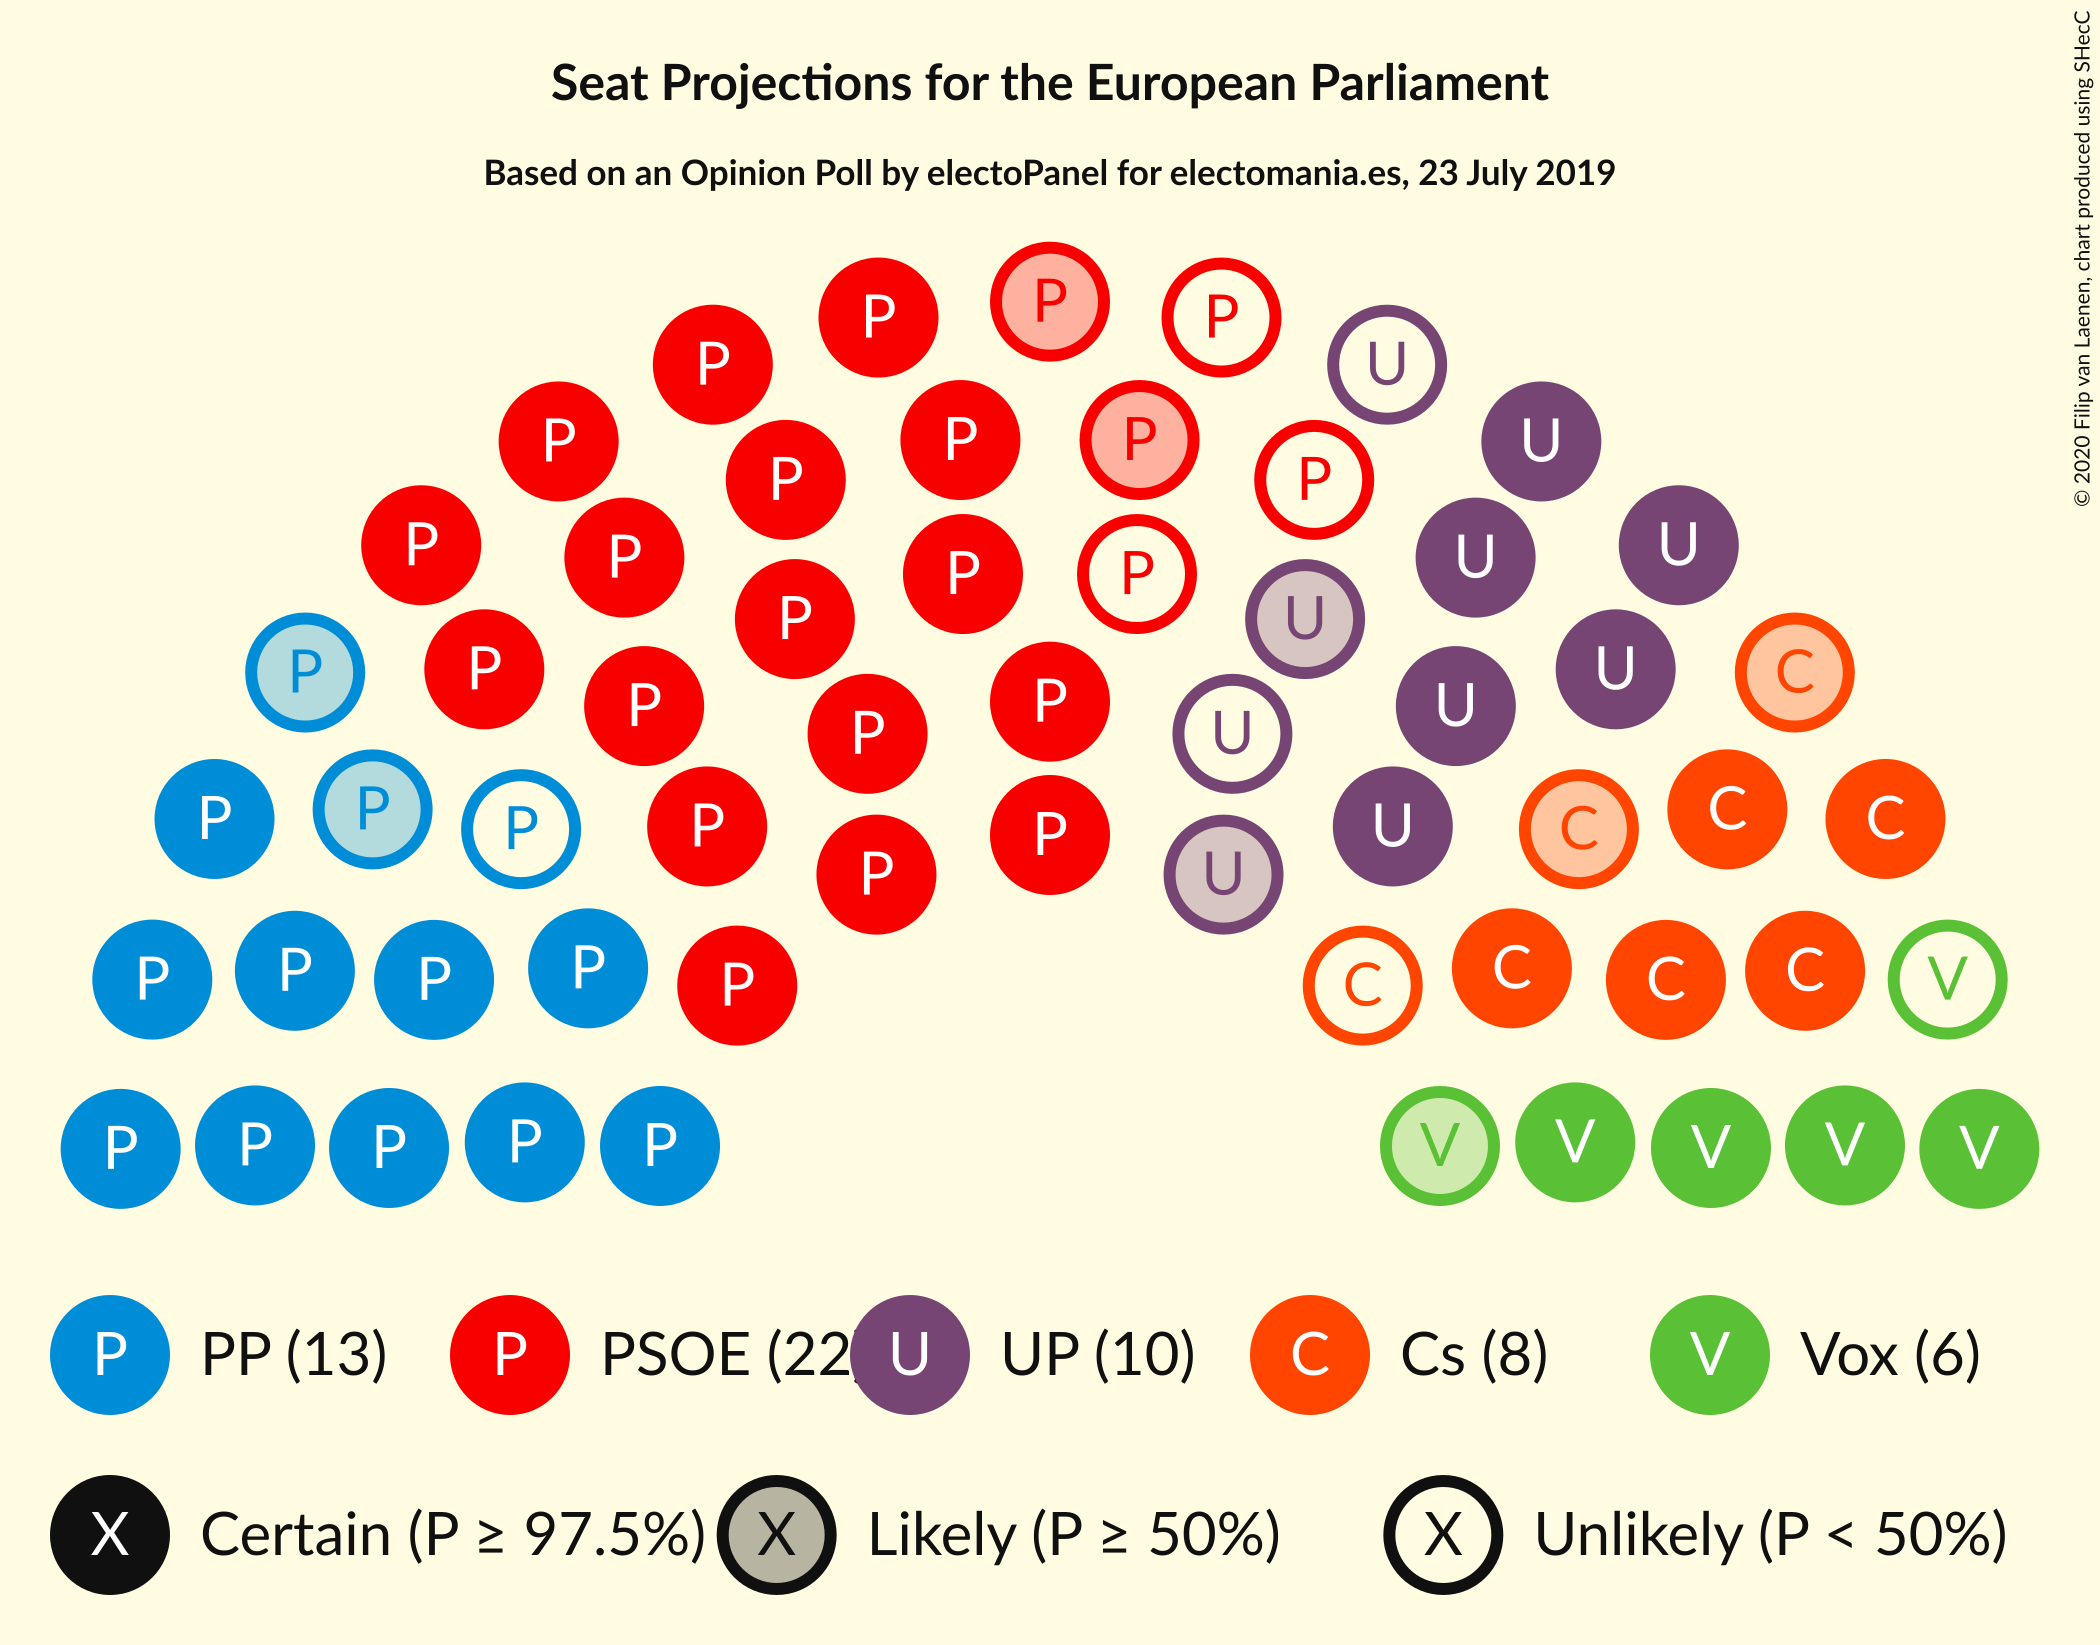 Seat Projections for the European Parliament
Based on an Opinion Poll by electoPanel for electomania.es, 23 July 2019
© 2020 Filip van Laenen, chart produced using SHecC
P P P U
P P U
P P P P
P P U U
P P P U
P P U
P P P U C
P P U
P P U
P P P P U C C C
P P U
P P P P P C C C C V
P P P P P V V V V V
P PP (13) P PSOE (22) U UP (10) C Cs (8) V Vox (6)
X Certain (P ≥ 97.5%) X Likely (P ≥ 50%) X Unlikely (P < 50%)